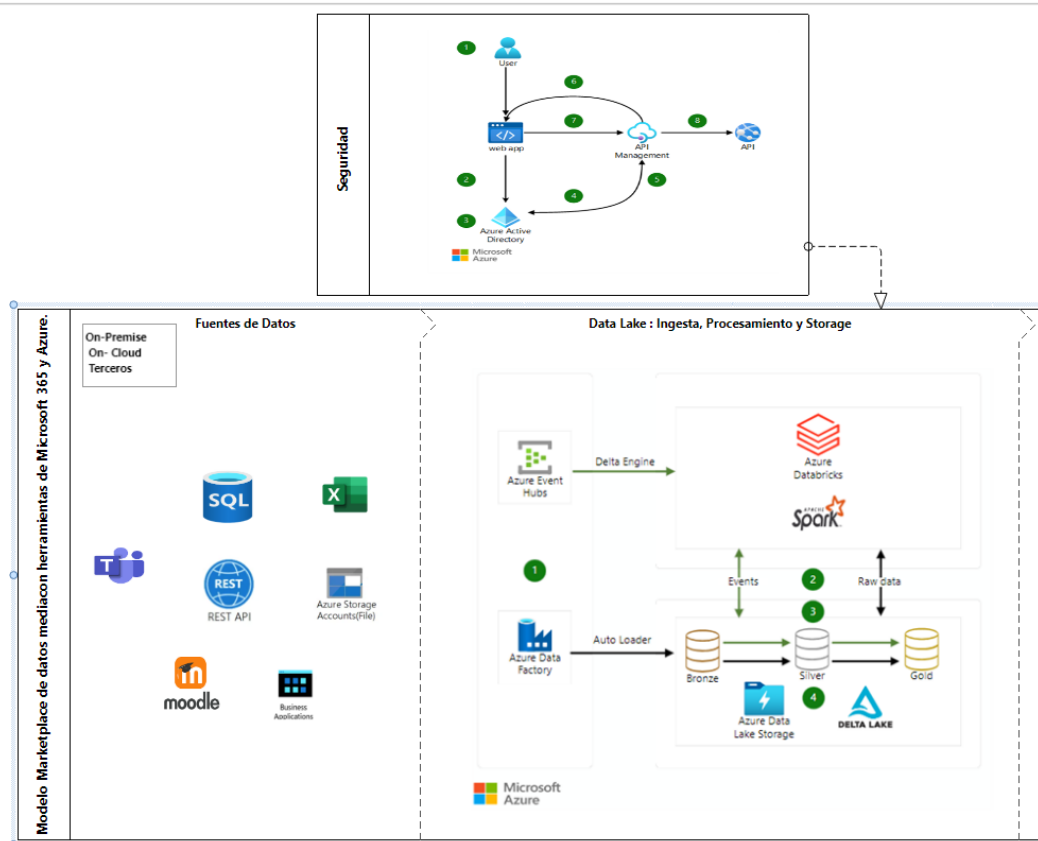 Seguridad
1
User
6
web app
7
API
Management
8
API
2
4
5
3
Azure Active
Directory
Microsoft
Azure
Modelo Marketplace de datos mediacon herramientas de Microsoft 365 y Azure.
Fuentes de Datos
On-Premise
On- Cloud
Terceros
SQL
X
T
REST
REST API
Azure Storage
Accounts(File)
m
moodle
Business
Applications
Data Lake : Ingesta, Procesamiento y Storage
Azure Event
Hubs
Delta Engine
Azure
Databricks
APACHE
Spark
1
Events
2
Raw data
3
Azure Data
Factory
Auto Loader
Bronze
Silver
Gold
4
Azure Data
Lake Storage
DELTA LAKE
Microsoft
Azure